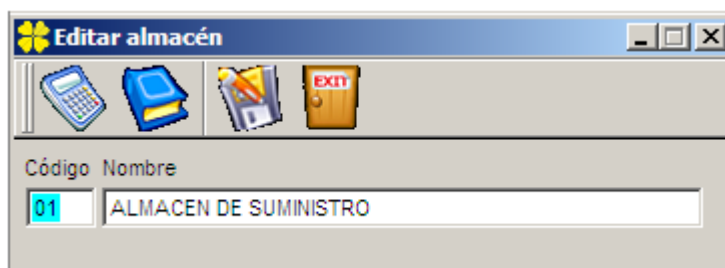 Editar almacén
EXIT
Código Nombre
01 ALMACEN DE SUMINISTRO